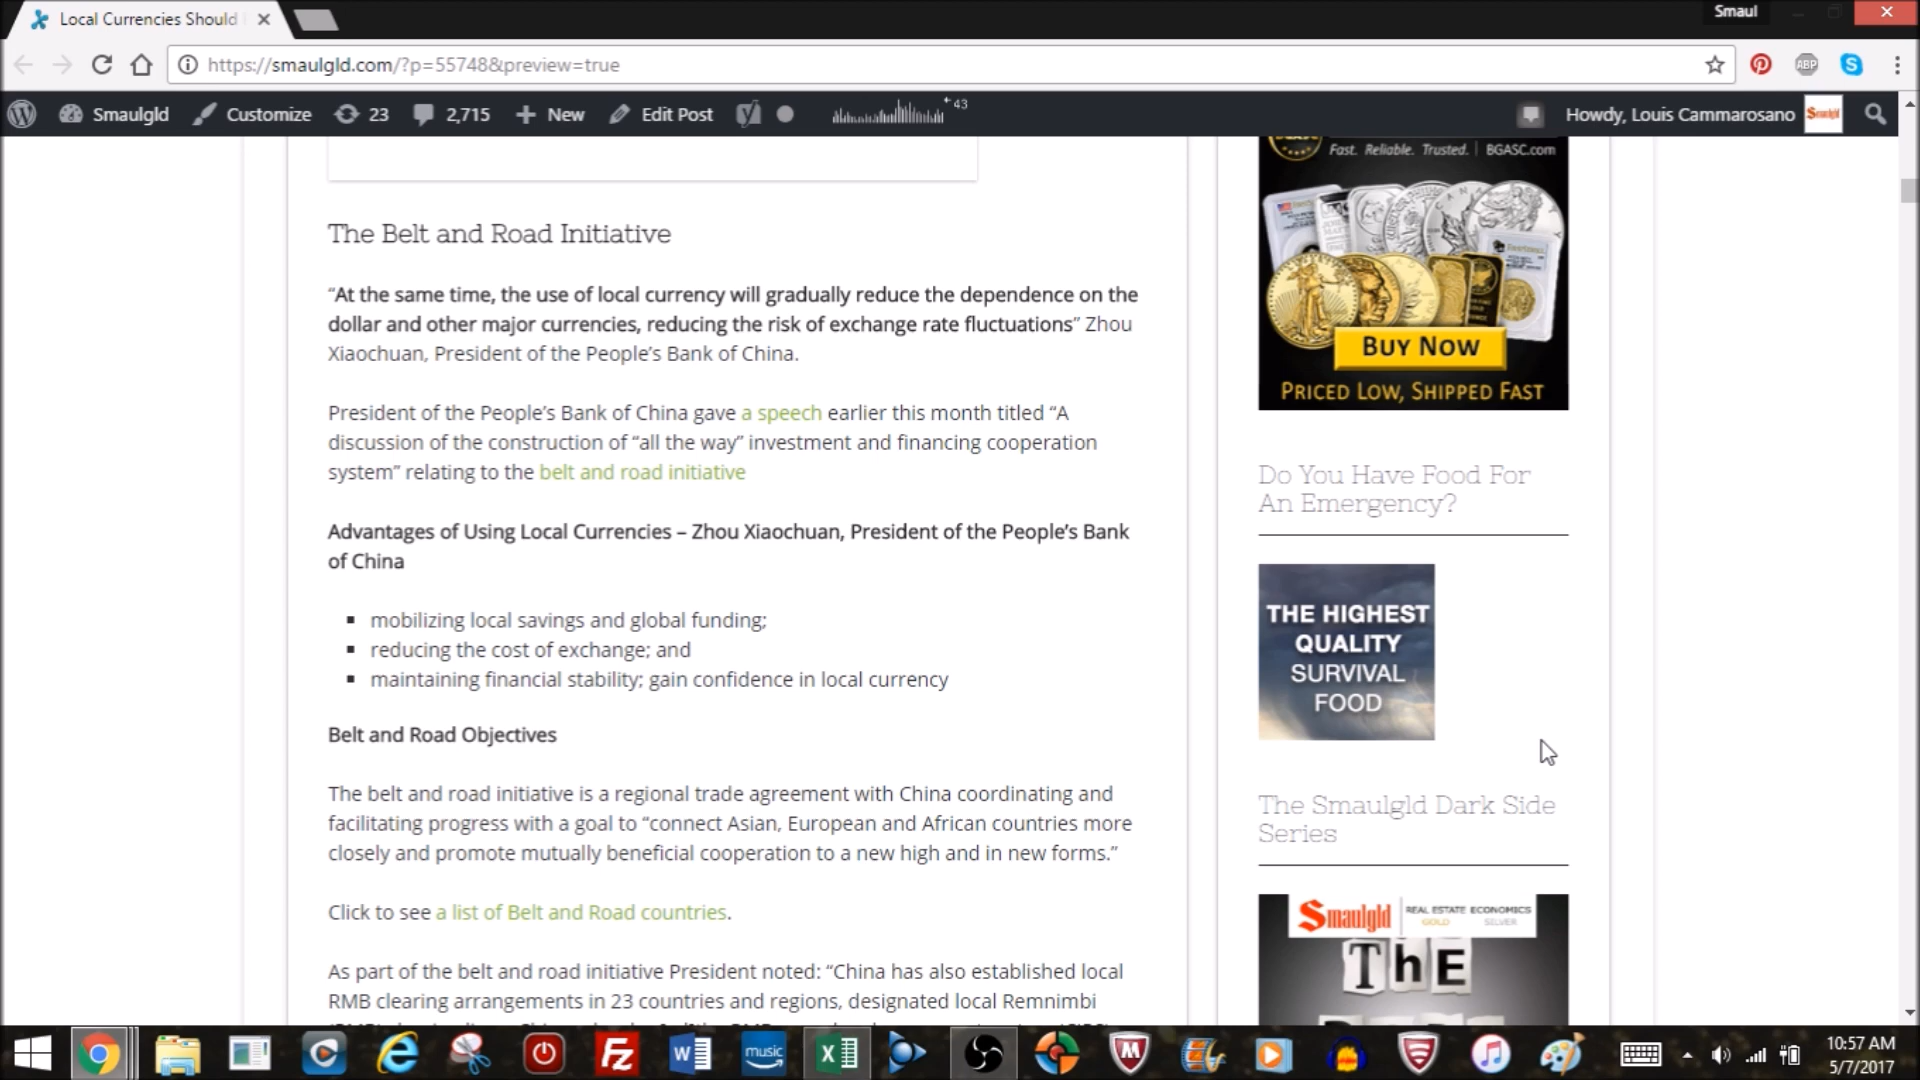 Local Currencies Should
Smaul
https://smaulgld.com/?p=55748&preview=true
ABP
Smaulgld
Customize
23
2,715
New
Edit Post
43
Howdy, Louis Cammarosano
Smaulgld
Fast. Reliable. Trusted. | BGASC.com
BUY NOW
PRICED LOW, SHIPPED FAST
The Belt and Road Initiative
“At the same time, the use of local currency will gradually reduce the dependence on the
dollar and other major currencies, reducing the risk of exchange rate fluctuations” Zhou
Xiaochuan, President of the People’s Bank of China.
President of the People’s Bank of China gave a speech earlier this month titled “A
discussion of the construction of “all the way” investment and financing cooperation
system” relating to the belt and road initiative
Advantages of Using Local Currencies – Zhou Xiaochuan, President of the People’s Bank
of China
mobilizing local savings and global funding;
reducing the cost of exchange; and
maintaining financial stability; gain confidence in local currency
Belt and Road Objectives
The belt and road initiative is a regional trade agreement with China coordinating and
facilitating progress with a goal to “connect Asian, European and African countries more
closely and promote mutually beneficial cooperation to a new high and in new forms.”
Click to see a list of Belt and Road countries.
As part of the belt and road initiative President noted: “China has also established local
RMB clearing arrangements in 23 countries and regions, designated local Remnimbi
Do You Have Food For
An Emergency?
THE HIGHEST
QUALITY
SURVIVAL
FOOD
The Smaulgld Dark Side
Series
Smaulgld
REAL ESTATE ECONOMICS
GOLD SILVER
ThE
music
10:57 AM
5/7/2017